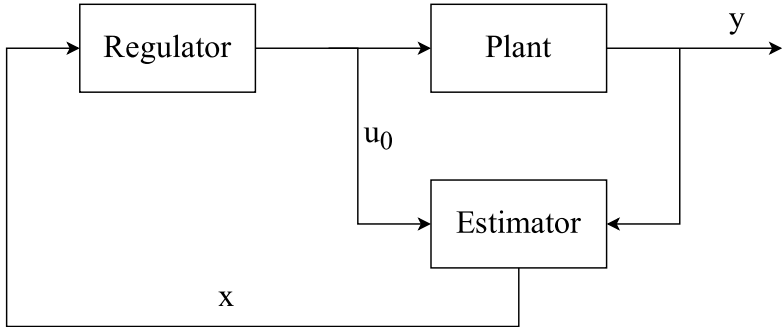 y
Regulator
Plant
u₀
Estimator
x